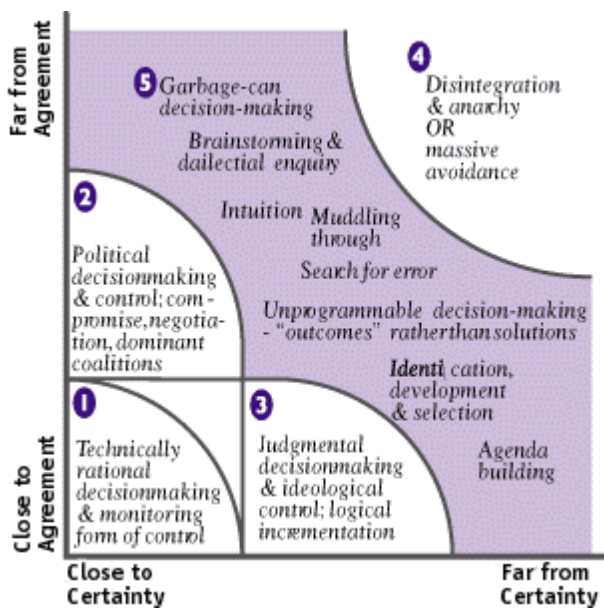 Far from
Agreement
5 Garbage-can
decision-making
Brainstorming &
dailectial enquiry
4
Disintegration
& anarchy
OR
massive
avoidance
2
Political
decisionmaking
& control; com-
promise, negotia-
tion, dominant
coalitions
Intuition
Muddling
through
Search for error
Unprogrammable decision-making
- “outcomes” ratherthansolutions
Identi cation,
development
& selection
1
Technically
rational
decisionmaking
& monitoring
form of control
3
Judgmental
decisionmaking
& ideological
control; logical
incrementation
Agenda
building
Close to
Agreement
Close to
Certainty
Far from
Certainty